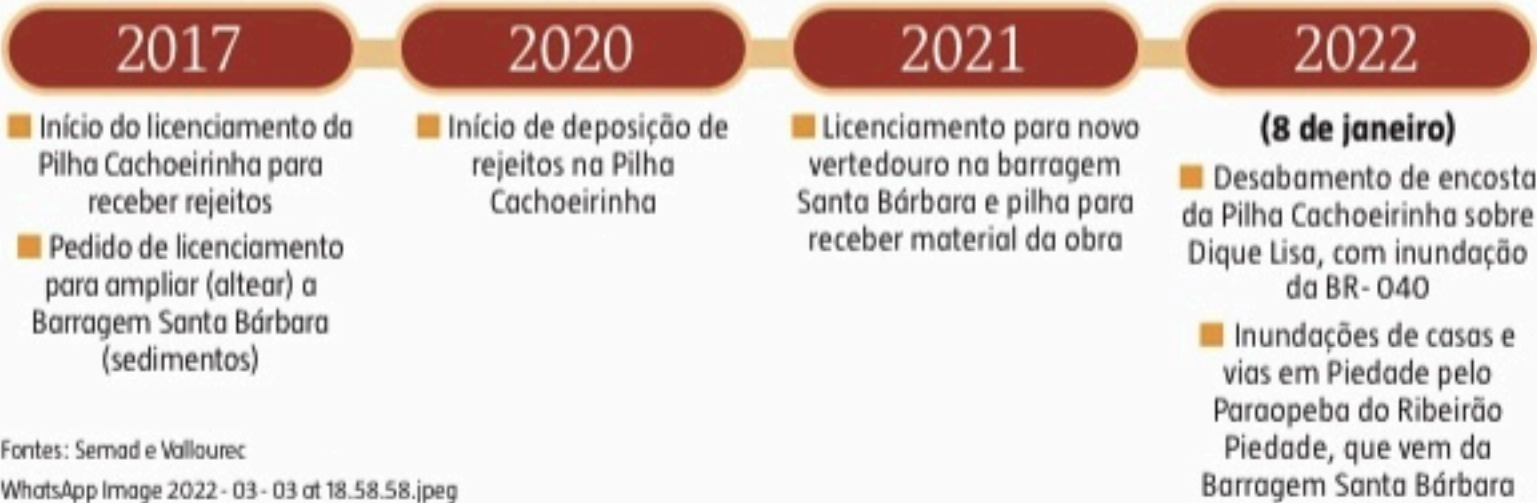 2017
Início do licenciamento da
Pilha Cachoeirinha para
receber rejeitos
Pedido de licenciamento
para ampliar (altear) a
Barragem Santa Bárbara
(sedimentos)
2020
Início de deposição de
rejeitos na Pilha
Cachoeirinha
2021
Licenciamento para novo
vertedouro na barragem
Santa Bárbara e pilha para
receber material da obra
2022
(8 de janeiro)
Desabamento de encosta
da Pilha Cachoeirinha sobre
Dique Lisa, com inundação
da BR- 040
Inundações de casas e
vias em Piedade pelo
Paraopeba do Ribeirão
Piedade, que vem da
Barragem Santa Bárbara
Fontes: Semad e Vallourec
WhatsApp Image 2022-03-03 at 18.58.58.jpeg